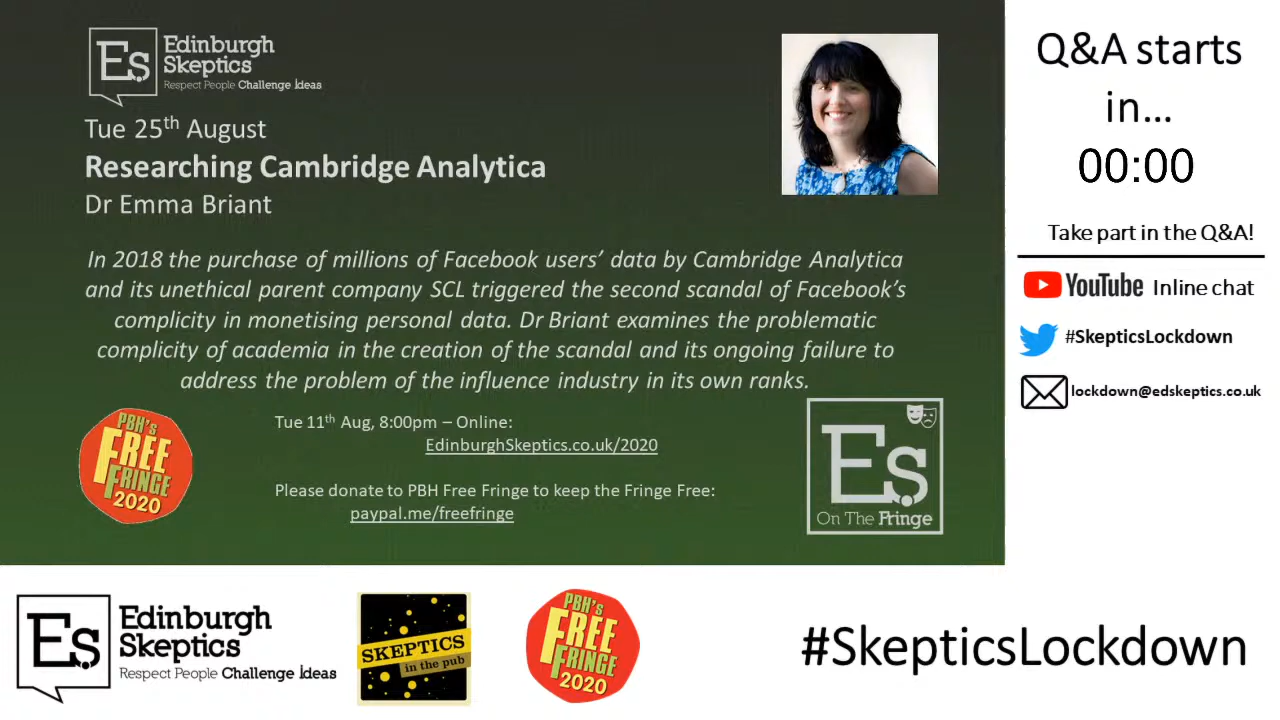 Es
Edinburgh
Skeptics
Respect People Challenge Ideas
Tue 25th August
Researching Cambridge Analytica
Dr Emma Briant
In 2018 the purchase of millions of Facebook users’ data by Cambridge Analytica
and its unethical parent company SCL triggered the second scandal of Facebook’s
complicity in monetising personal data. Dr Briant examines the problematic
complicity of academia in the creation of the scandal and its ongoing failure to
address the problem of the influence industry in its own ranks.
PBH's
FREE
FRINGE
2020
Tue 11th Aug, 8:00pm – Online:
EdinburghSkeptics.co.uk/2020
Please donate to PBH Free Fringe to keep the Fringe Free:
paypal.me/freefringe
Es
On The Fringe
Q&A starts
in...
00:00
Take part in the Q&A!
YouTube Inline chat
#SkepticsLockdown
lockdown@edskeptics.co.uk
Es
Edinburgh
Skeptics
Respect People Challenge Ideas
SKEPTICS
in the pub
PBH's
FREE
FRINGE
2020
#SkepticsLockdown